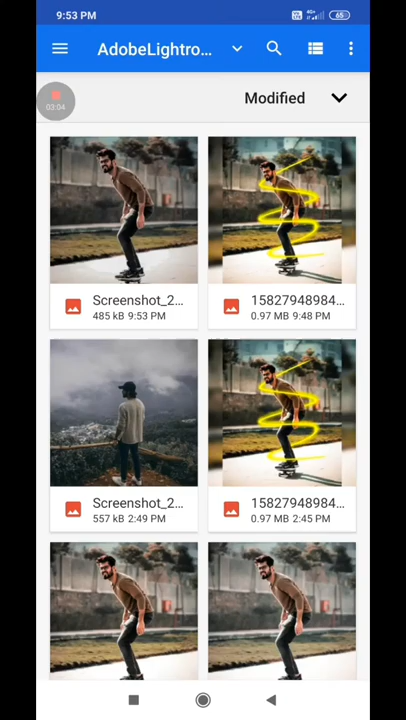 9:53 PM
4G+
65
AdobeLightro...
03:04
Modified
Screenshot_2...
485 kB 9:53 PM
15827948984...
0.97 MB 9:48 PM
Screenshot_2...
557 kB 2:49 PM
15827948984...
0.97 MB 2:45 PM